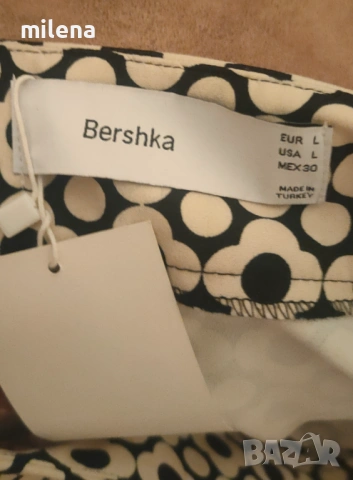 milena
Bershka
EUR L
USA L
MEX 30
MADE IN
TURKEY
BAZAR